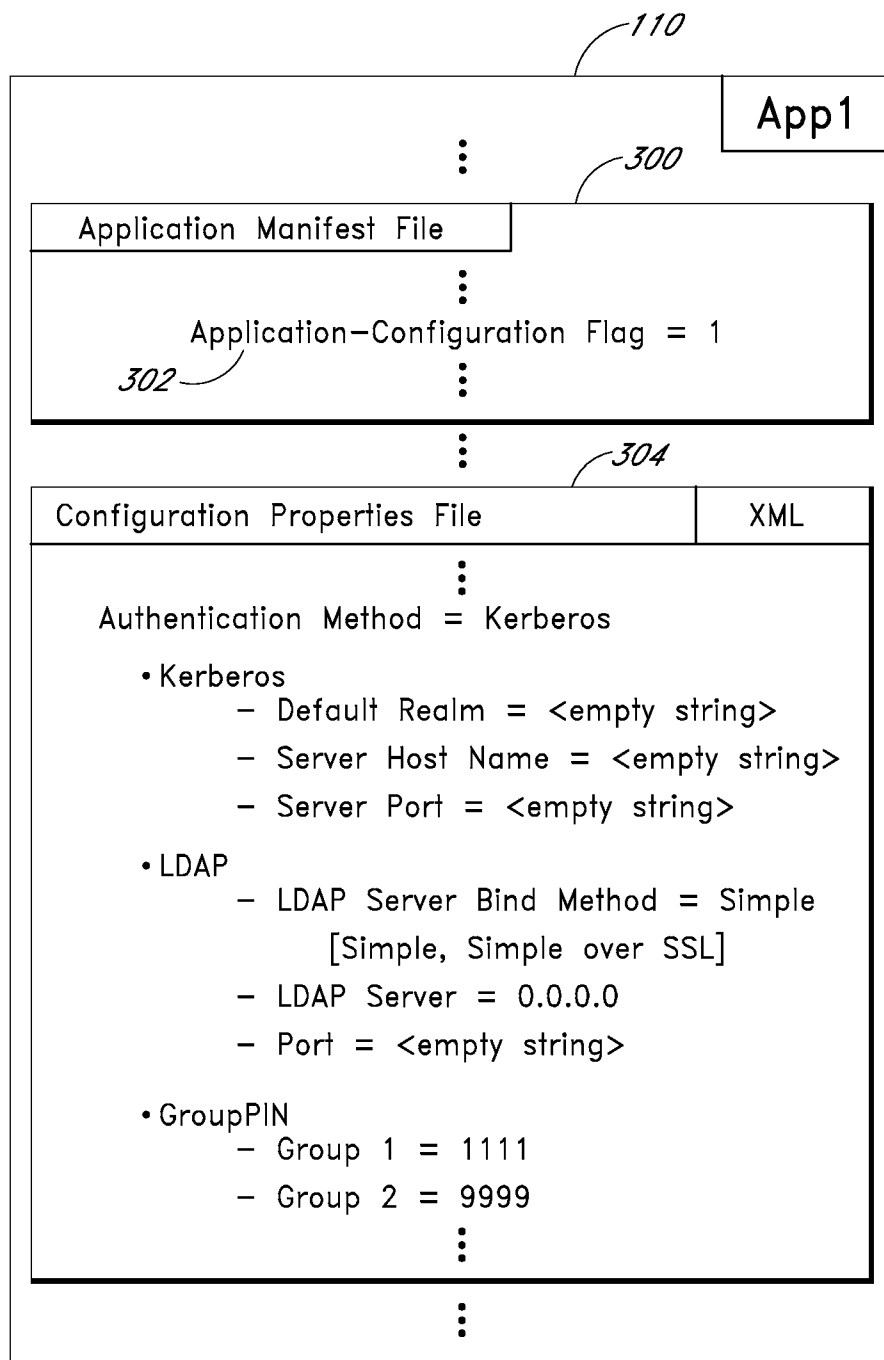 110
App1
300
Application Manifest File
Application-Configuration Flag = 1
302
304
Configuration Properties File
XML
Authentication Method = Kerberos
• Kerberos
– Default Realm = <empty string>
– Server Host Name = <empty string>
– Server Port = <empty string>
• LDAP
– LDAP Server Bind Method = Simple
[Simple, Simple over SSL]
– LDAP Server = 0.0.0.0
– Port = <empty string>
• GroupPIN
– Group 1 = 1111
– Group 2 = 9999